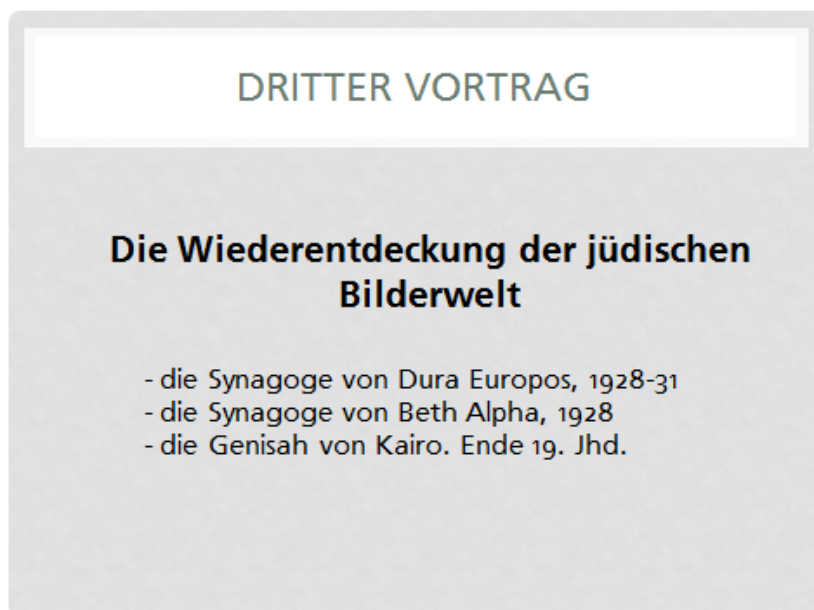 DRITTER VORTRAG
Die Wiederentdeckung der jüdischen
Bilderwelt
- die Synagoge von Dura Europos, 1928-31
- die Synagoge von Beth Alpha, 1928
- die Genisah von Kairo. Ende 19. Jhd.